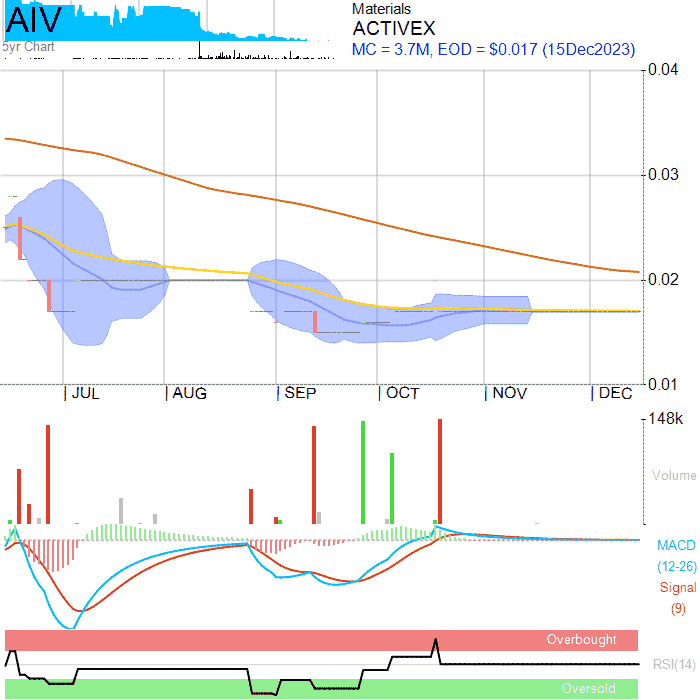 AIV
5yr Chart
Materials
ACTIVEX
MC = 3.7M, EOD = $0.017 (15Dec2023)
0.04
0.03
0.02
0.01
JUL
AUG
SEP
OCT
NOV
DEC
148k
Volume
MACD
(12-26)
Signal
(9)
Overbought
RSI(14)
Oversold